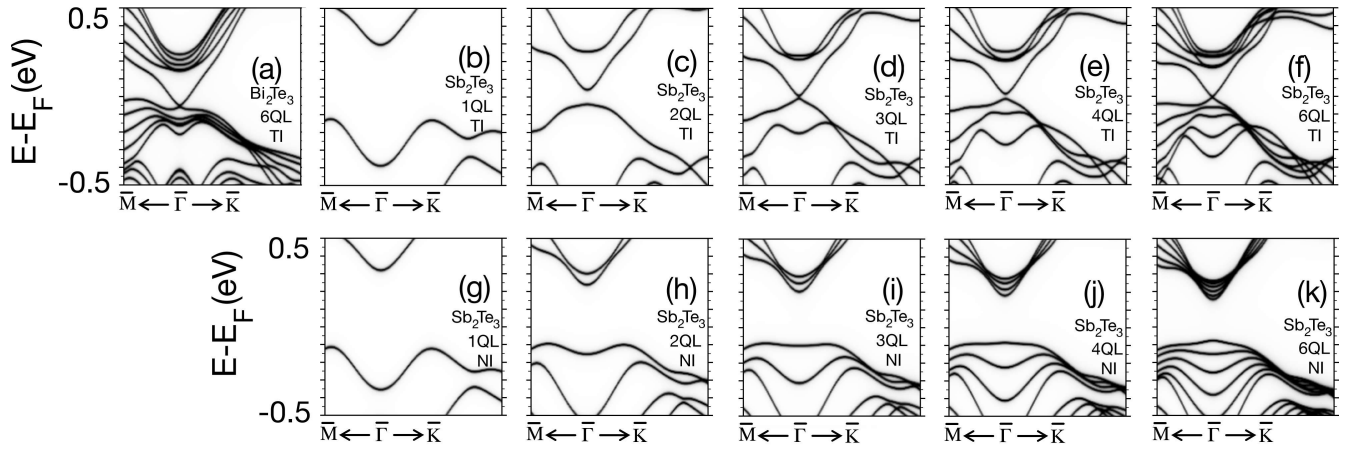 0.5
E-E_F(eV)
-0.5
(a)
Bi₂Te₃
6QL
TI
(b)
Sb₂Te₃
1QL
TI
(c)
Sb₂Te₃
2QL
TI
(d)
Sb₂Te₃
3QL
TI
(e)
Sb₂Te₃
4QL
TI
(f)
Sb₂Te₃
6QL
TI
M̅ ← Γ̅ → K̅
M̅ ← Γ̅ → K̅
M̅ ← Γ̅ → K̅
M̅ ← Γ̅ → K̅
M̅ ← Γ̅ → K̅
M̅ ← Γ̅ → K̅
0.5
E-E_F(eV)
-0.5
(g)
Sb₂Te₃
1QL
NI
(h)
Sb₂Te₃
2QL
NI
(i)
Sb₂Te₃
3QL
NI
(j)
Sb₂Te₃
4QL
NI
(k)
Sb₂Te₃
6QL
NI
M̅ ← Γ̅ → K̅
M̅ ← Γ̅ → K̅
M̅ ← Γ̅ → K̅
M̅ ← Γ̅ → K̅
M̅ ← Γ̅ → K̅